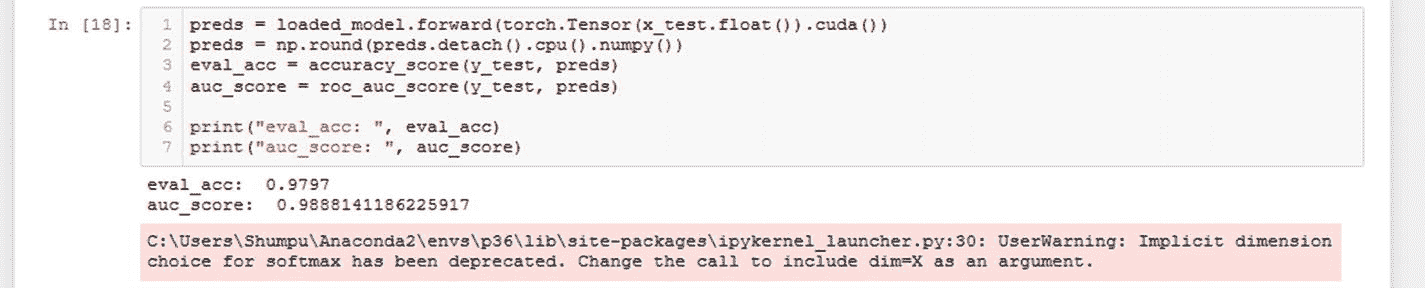 In [18]:
1 preds = loaded_model.forward(torch.Tensor(x_test.float()).cuda())
2 preds = np.round(preds.detach().cpu().numpy())
3 eval_acc = accuracy_score(y_test, preds)
4 auc_score = roc_auc_score(y_test, preds)
5
6 print("eval_acc: ", eval_acc)
7 print("auc_score: ", auc_score)
eval_acc:  0.9797
auc_score:  0.9888141186225917
C:\Users\Shumpu\Anaconda2\envs\p36\lib\site-packages\ipykernel_launcher.py:30: UserWarning: Implicit dimension
choice for softmax has been deprecated. Change the call to include dim=X as an argument.